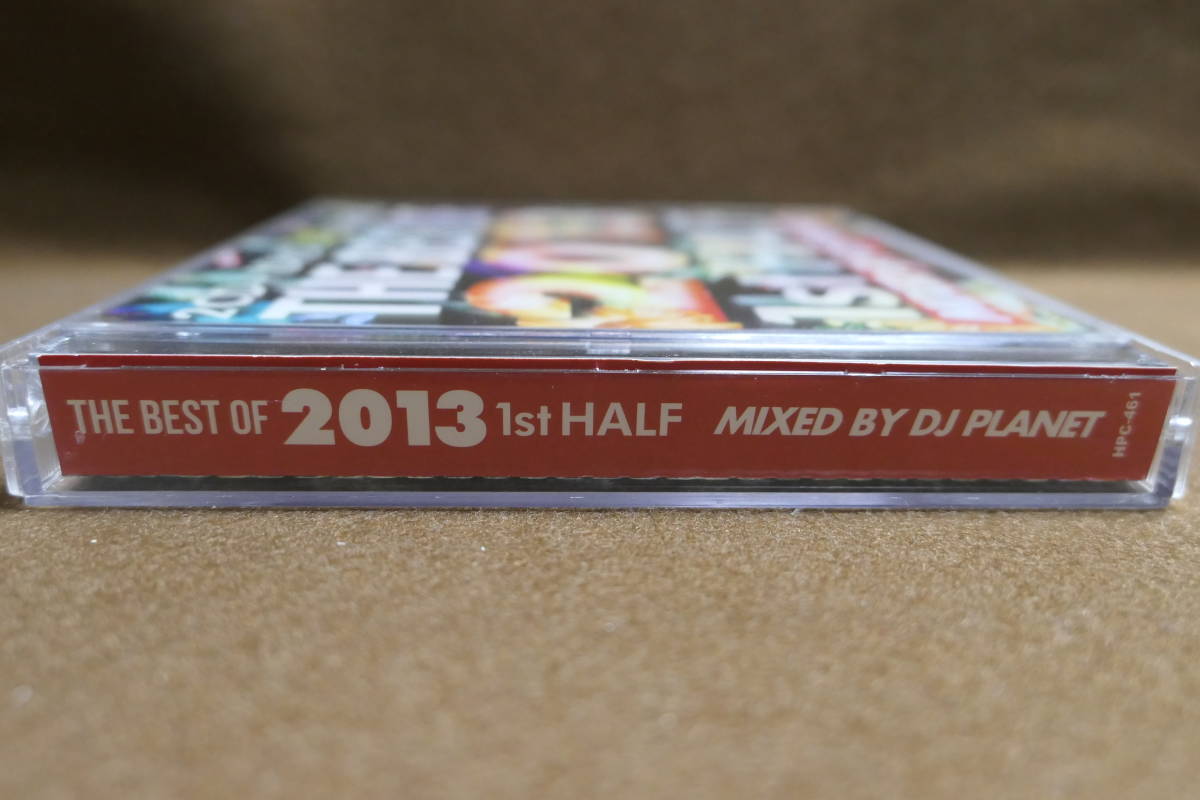 THE BEST OF 2013 1st HALF MIXED BY DJ PLANET
HPC-461